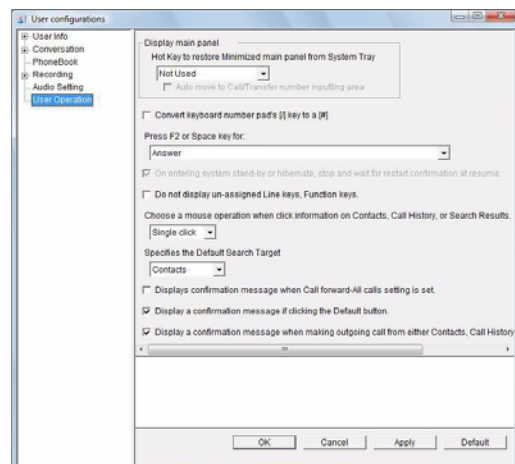 User configurations
User Info
Conversation
PhoneBook
Recording
Audio Setting
User Operation
Display main panel
Hot Key to restore Minimized main panel from System Tray
Not Used
Auto move to Call/Transfer number inputting area
Convert keyboard number pad's [/] key to a [#]
Press F2 or Space key for:
Answer
On entering system stand-by or hibernate, stop and wait for restart confirmation at resume.
Do not display un-assigned Line keys, Function keys.
Choose a mouse operation when click information on Contacts, Call History, or Search Results.
Single click
Specifies the Default Search Target
Contacts
Displays confirmation message when Call forward-All calls setting is set.
Display a confirmation message if clicking the Default button.
Display a confirmation message when making outgoing call from either Contacts, Call History
OK
Cancel
Apply
Default